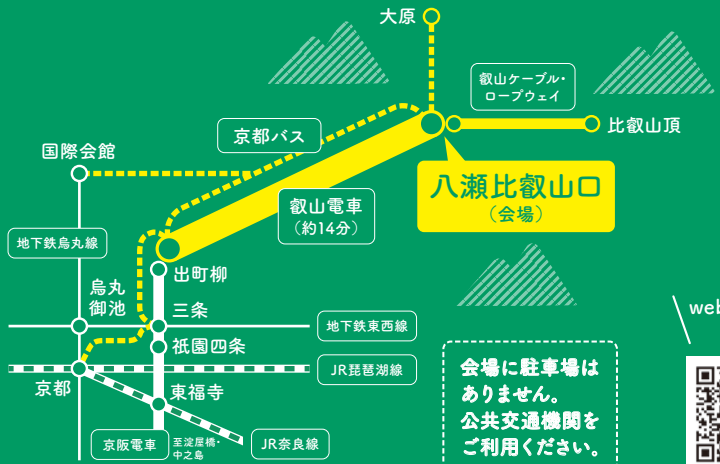 大原
叡山ケーブル・
ロープウェイ
比叡山頂
京都バス
国際会館
八瀬比叡山口
(会場)
叡山電車
(約14分)
地下鉄烏丸線
出町柳
烏丸
御池
三条
地下鉄東西線
祇園四条
JR琵琶湖線
京都
東福寺
京阪電車
至淀屋橋・
中之島
JR奈良線
会場に駐車場は
ありません。
公共交通機関を
ご利用ください。
web